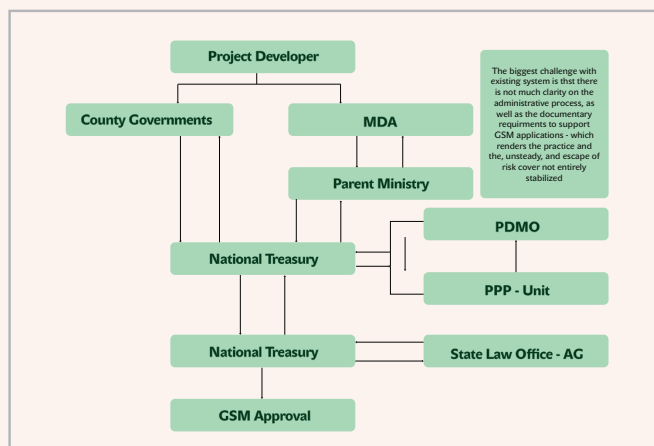 Project Developer
The biggest challenge with
existing system is thst there
is not much clarity on the
administrative process, as
well as the documentary
requirments to support
GSM applications - which
renders the practice and
the, unsteady, and escape of
risk cover not entirely
stabilized
County Governments
MDA
Parent Ministry
PDMO
National Treasury
PPP - Unit
National Treasury
State Law Office - AG
GSM Approval